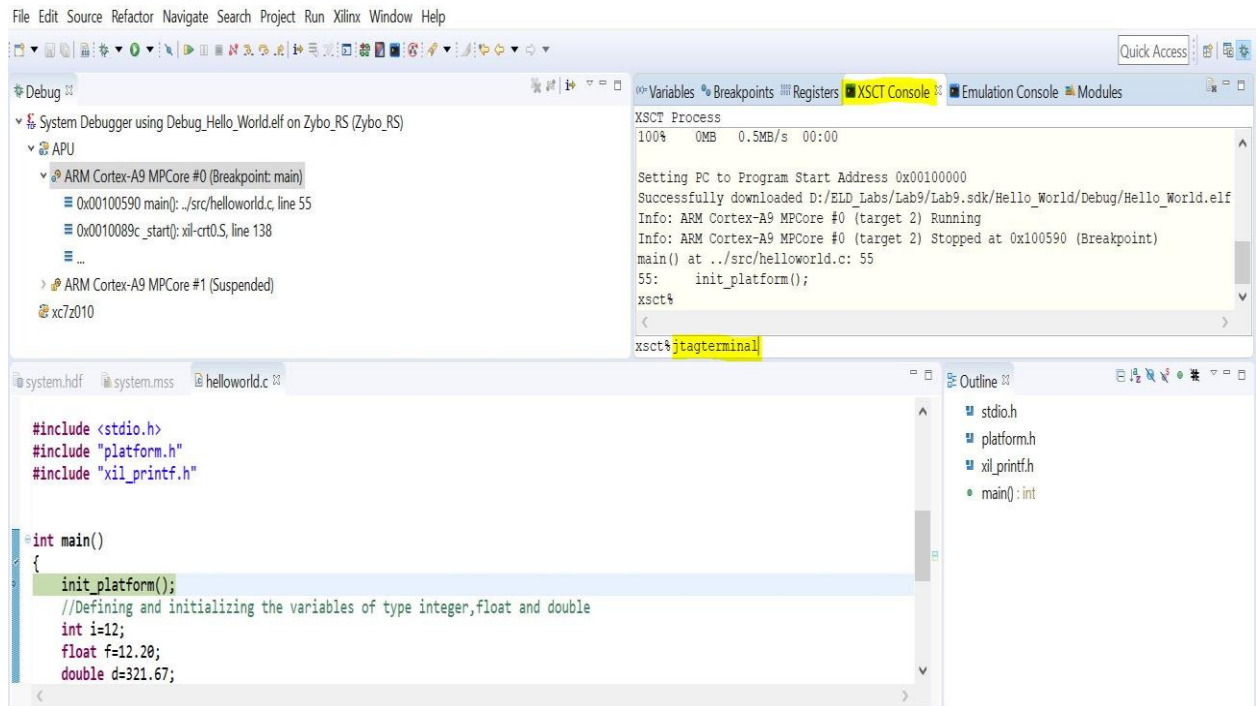 File Edit Source Refactor Navigate Search Project Run Xilinx Window Help
Quick Access
Debug
System Debugger using Debug_Hello_World.elf on Zybo_RS (Zybo_RS)
APU
ARM Cortex-A9 MPCore #0 (Breakpoint: main)
0x00100590 main(): ../src/helloworld.c, line 55
0x0010089c _start(): xil-crt0.S, line 138
...
ARM Cortex-A9 MPCore #1 (Suspended)
xc7z010
Variables Breakpoints Registers XSCT Console Emulation Console Modules
XSCT Process
100% 0MB 0.5MB/s 00:00
Setting PC to Program Start Address 0x00100000
Successfully downloaded D:/ELD_Labs/Lab9/Lab9.sdk/Hello_World/Debug/Hello_World.elf
Info: ARM Cortex-A9 MPCore #0 (target 2) Running
Info: ARM Cortex-A9 MPCore #0 (target 2) Stopped at 0x100590 (Breakpoint)
main() at ../src/helloworld.c: 55
55: init_platform();
xsct%
xsct% jtagterminal
system.hdf system.mss helloworld.c
#include <stdio.h>
#include "platform.h"
#include "xil_printf.h"
int main()
{
init_platform();
//Defining and initializing the variables of type integer,float and double
int i=12;
float f=12.20;
double d=321.67;
Outline
stdio.h
platform.h
xil_printf.h
main() : int